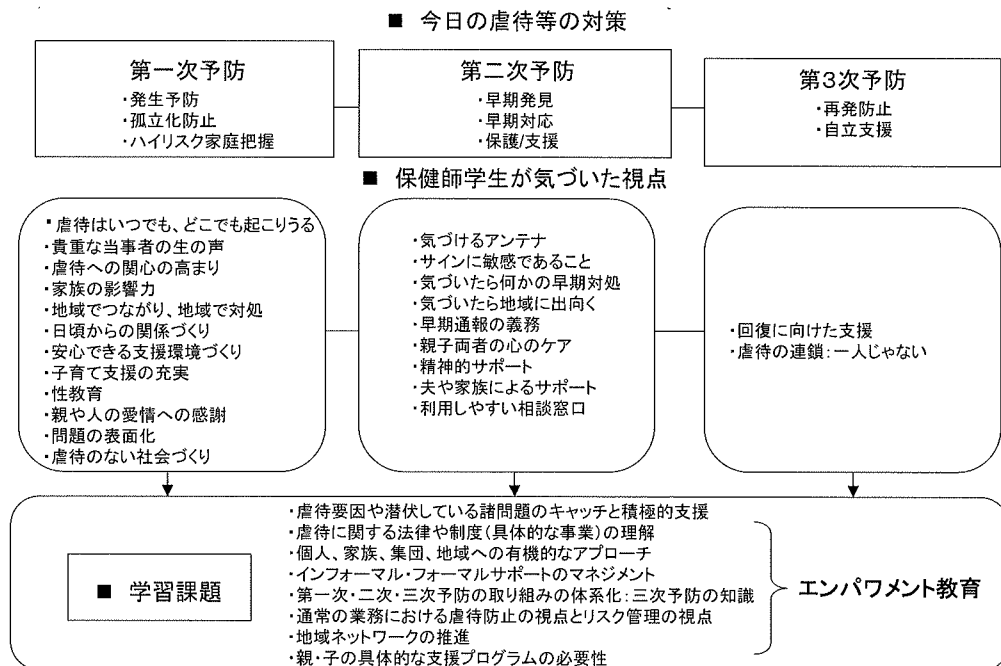 ■ 今日の虐待等の対策
第一次予防
・発生予防
・孤立化防止
・ハイリスク家庭把握
第二次予防
・早期発見
・早期対応
・保護/支援
第3次予防
・再発防止
・自立支援
■ 保健師学生が気づいた視点
・虐待はいつでも、どこでも起こりうる
・貴重な当事者の生の声
・虐待への関心の高まり
・家族の影響力
・地域でつながり、地域で対処
・日頃からの関係づくり
・安心できる支援環境づくり
・子育て支援の充実
・性教育
・親や人の愛情への感謝
・問題の表面化
・虐待のない社会づくり
・気づけるアンテナ
・サインに敏感であること
・気づいたら何かの早期対処
・気づいたら地域に出向く
・早期通報の義務
・親子両者の心のケア
・精神的サポート
・夫や家族によるサポート
・利用しやすい相談窓口
・回復に向けた支援
・虐待の連鎖:一人じゃない
■ 学習課題
・虐待要因や潜伏している諸問題のキャッチと積極的支援
・虐待に関する法律や制度(具体的な事業)の理解
・個人、家族、集団、地域への有機的なアプローチ
・インフォーマル・フォーマルサポートのマネジメント
・第一次・二次・三次予防の取り組みの体系化:三次予防の知識
・通常の業務における虐待防止の視点とリスク管理の視点
・地域ネットワークの推進
・親・子の具体的な支援プログラムの必要性
エンパワメント教育